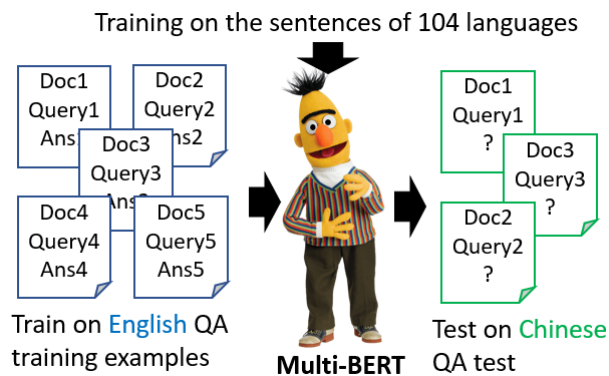 Training on the sentences of 104 languages
Doc1
Query1
Ans
Doc2
Query2
ns2
Doc3
Query3
Doc4
Query4
Ans4
Doc5
Query5
Ans5
Train on English QA
training examples
Multi-BERT
Doc1
Query1
?
Doc3
Query3
?
Doc2
Query2
?
Test on Chinese
QA test